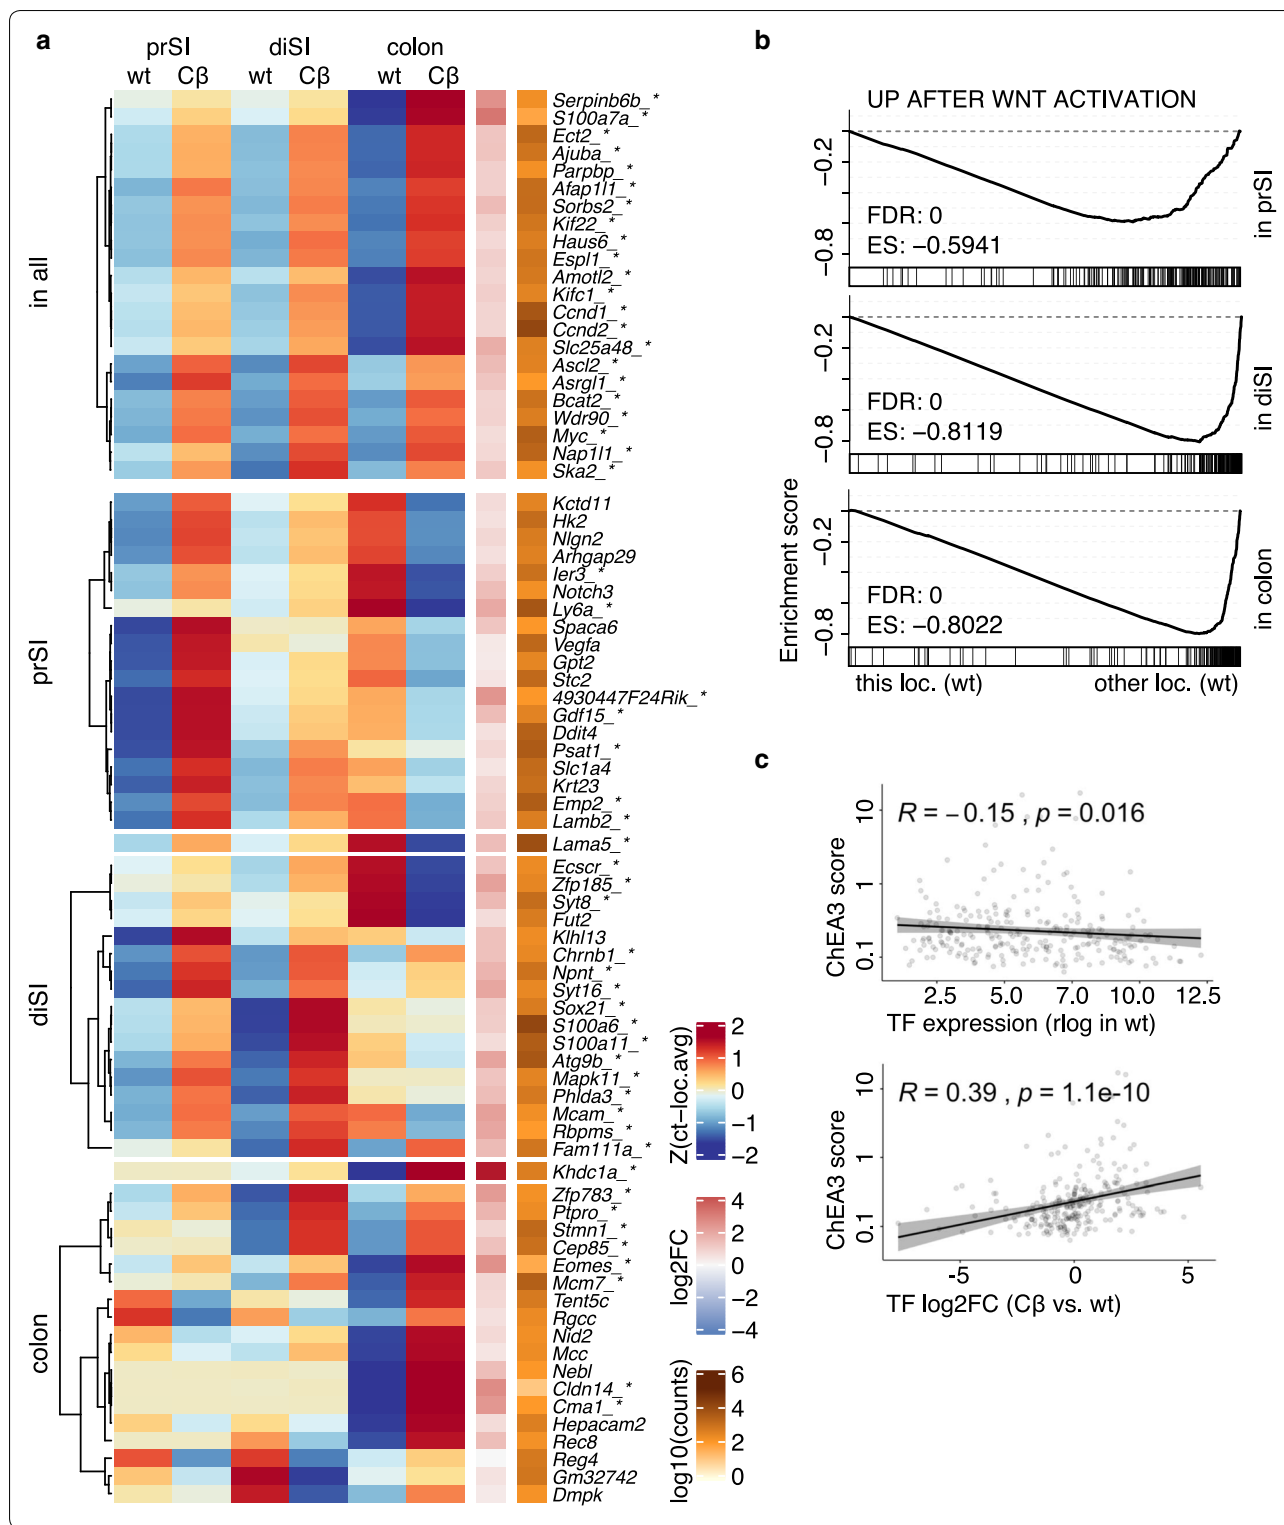 a
prSI diSI colon
wt Cβ wt Cβ wt Cβ
in all
Serpinb6b_*
S100a7a_*
Ect2_*
Ajuba_*
Parpbp_*
Afap1l1_*
Sorbs2_*
Kif22_*
Haus6_*
Espl1_*
Amotl2_*
Kifc1_*
Ccnd1_*
Ccnd2_*
Slc25a48_*
Ascl2_*
Asrgl1_*
Bcat2_*
Wdr90_*
Myc_*
Nap1l1_*
Ska2_*
prSI
Kctd11
Hk2
Nlgn2
Arhgap29
Ier3_*
Notch3
Ly6a_*
Spaca6
Vegfa
Gpt2
Stc2
4930447F24Rik_*
Gdf15_*
Ddit4
Psat1_*
Slc1a4
Krt23
Emp2_*
Lamb2_*
Lama5_*
diSI
Ecscr_*
Zfp185_*
Syt8_*
Fut2
Klhl13
Chrnb1_*
Npnt_*
Syt16_*
Sox21_*
S100a6_*
S100a11_*
Atg9b_*
Mapk11_*
Phlda3_*
Mcam_*
Rbpms_*
Fam111a_*
Khdc1a_*
colon
Zfp783_*
Ptpro_*
Stmn1_*
Cep85_*
Eomes_*
Mcm7_*
Tent5c
Rgcc
Nid2
Mcc
Nebl
Cldn14_*
Cma1_*
Hepacam2
Rec8
Reg4
Gm32742
Dmpk
Z(ct-loc.avg)
2
1
0
−1
−2
log2FC
4
2
0
−2
−4
log10(counts)
6
4
2
0
b
UP AFTER WNT ACTIVATION
Enrichment score
−0.2
−0.8
FDR: 0
ES: −0.5941
in prSI
−0.2
−0.8
FDR: 0
ES: −0.8119
in diSI
−0.2
−0.8
FDR: 0
ES: −0.8022
in colon
this loc. (wt) other loc. (wt)
c
R = −0.15 , p = 0.016
ChEA3 score
10
1
0.1
2.5 5.0 7.0 10.0 12.5
TF expression (rlog in wt)
R = 0.39 , p = 1.1e-10
ChEA3 score
10
1
0.1
-5 0 5
TF log2FC (Cβ vs. wt)